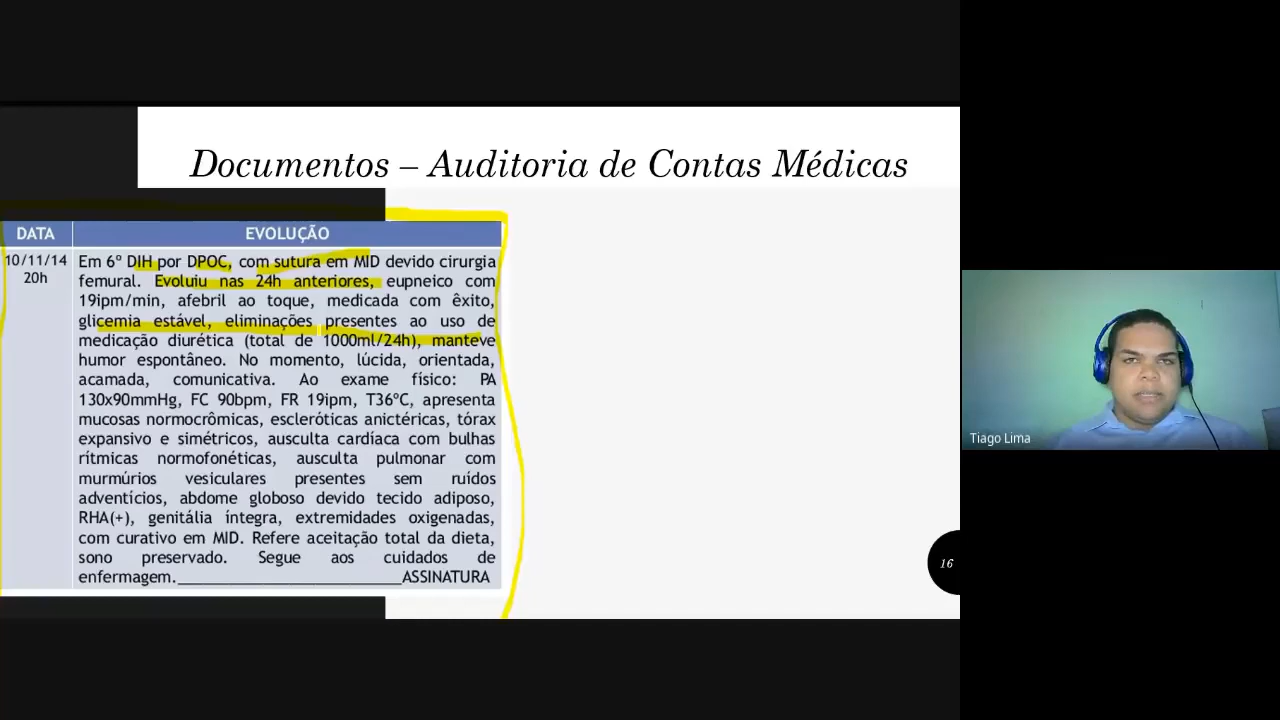 Documentos – Auditoria de Contas Médicas
DATA
EVOLUÇÃO
10/11/14
20h
Em 6º DIH por DPOC, com sutura em MID devido cirurgia
femural. Evoluiu nas 24h anteriores, eupneico com
19ipm/min, afebril ao toque, medicada com êxito,
glicemia estável, eliminações presentes ao uso de
medicação diurética (total de 1000ml/24h), manteve
humor espontâneo. No momento, lúcida, orientada,
acamada, comunicativa. Ao exame físico: PA
130x90mmHg, FC 90bpm, FR 19ipm, T36ºC, apresenta
mucosas normocrômicas, escleróticas anictéricas, tórax
expansivo e simétricos, ausculta cardíaca com bulhas
rítmicas normofonéticas, ausculta pulmonar com
murmúrios vesiculares presentes sem ruídos
adventícios, abdome globoso devido tecido adiposo,
RHA(+), genitália íntegra, extremidades oxigenadas,
com curativo em MID. Refere aceitação total da dieta,
sono preservado. Segue aos cuidados de
enfermagem.____________________________ASSINATURA
16
Tiago Lima